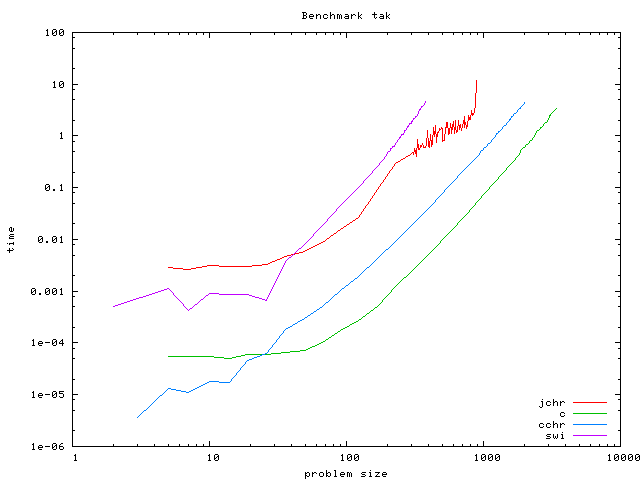 Benchmark tak
100
10
1
0.1
0.01
0.001
1e-04
1e-05
1e-06
time
jchr
c
cchr
swi
1 10 100 1000 10000
problem size